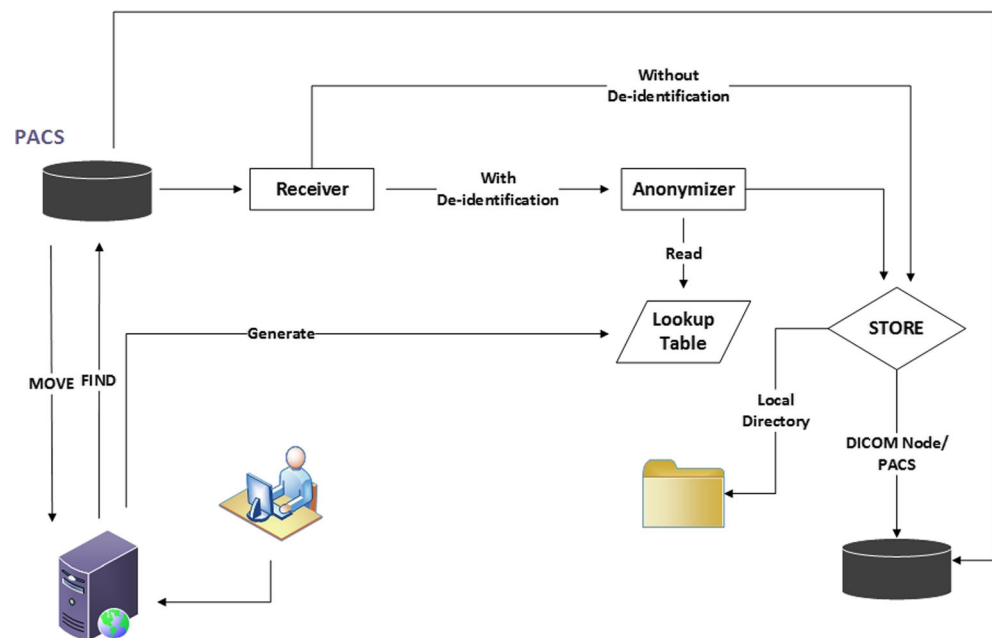 Without
De-identification
PACS
Receiver
With
De-identification
Anonymizer
Read
Generate
Lookup
Table
STORE
MOVE
FIND
Local
Directory
DICOM Node/
PACS